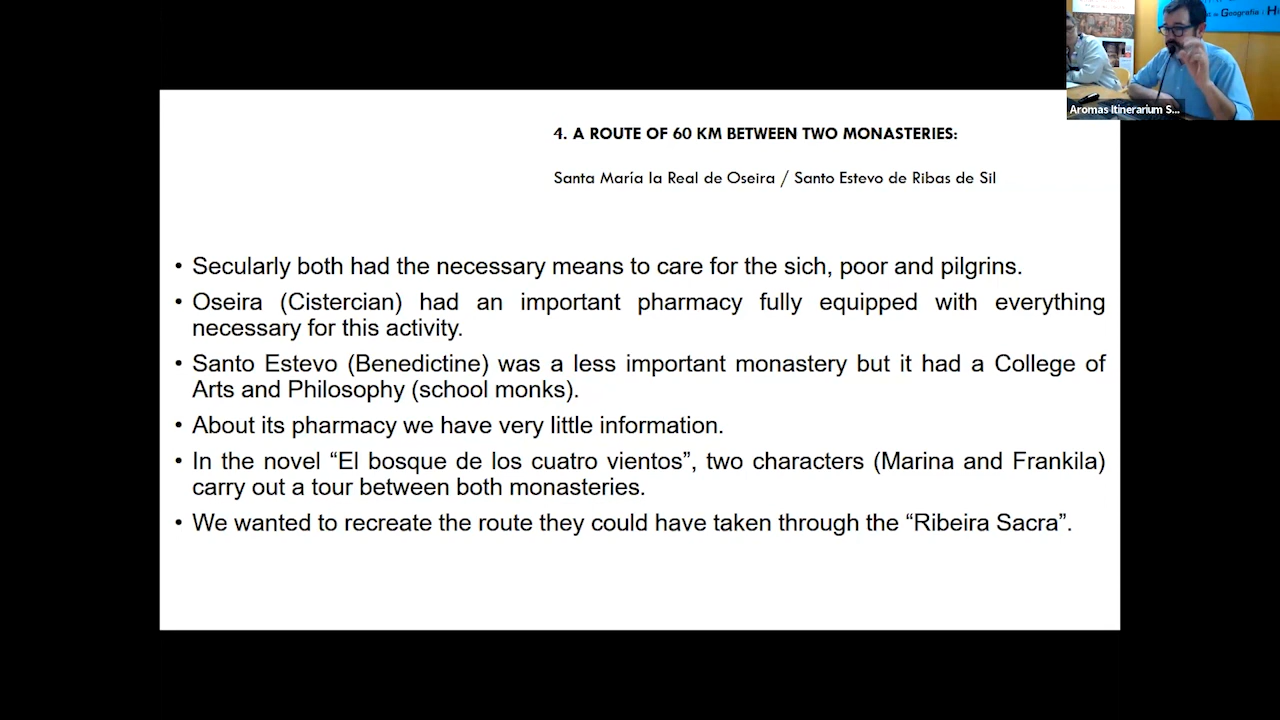 Geografia i H
Aromas Itinerarium S...
4. A ROUTE OF 60 KM BETWEEN TWO MONASTERIES:
Santa María la Real de Oseira / Santo Estevo de Ribas de Sil
• Secularly both had the necessary means to care for the sich, poor and pilgrins.
• Oseira (Cistercian) had an important pharmacy fully equipped with everything
necessary for this activity.
• Santo Estevo (Benedictine) was a less important monastery but it had a College of
Arts and Philosophy (school monks).
• About its pharmacy we have very little information.
• In the novel “El bosque de los cuatro vientos”, two characters (Marina and Frankila)
carry out a tour between both monasteries.
• We wanted to recreate the route they could have taken through the “Ribeira Sacra”.